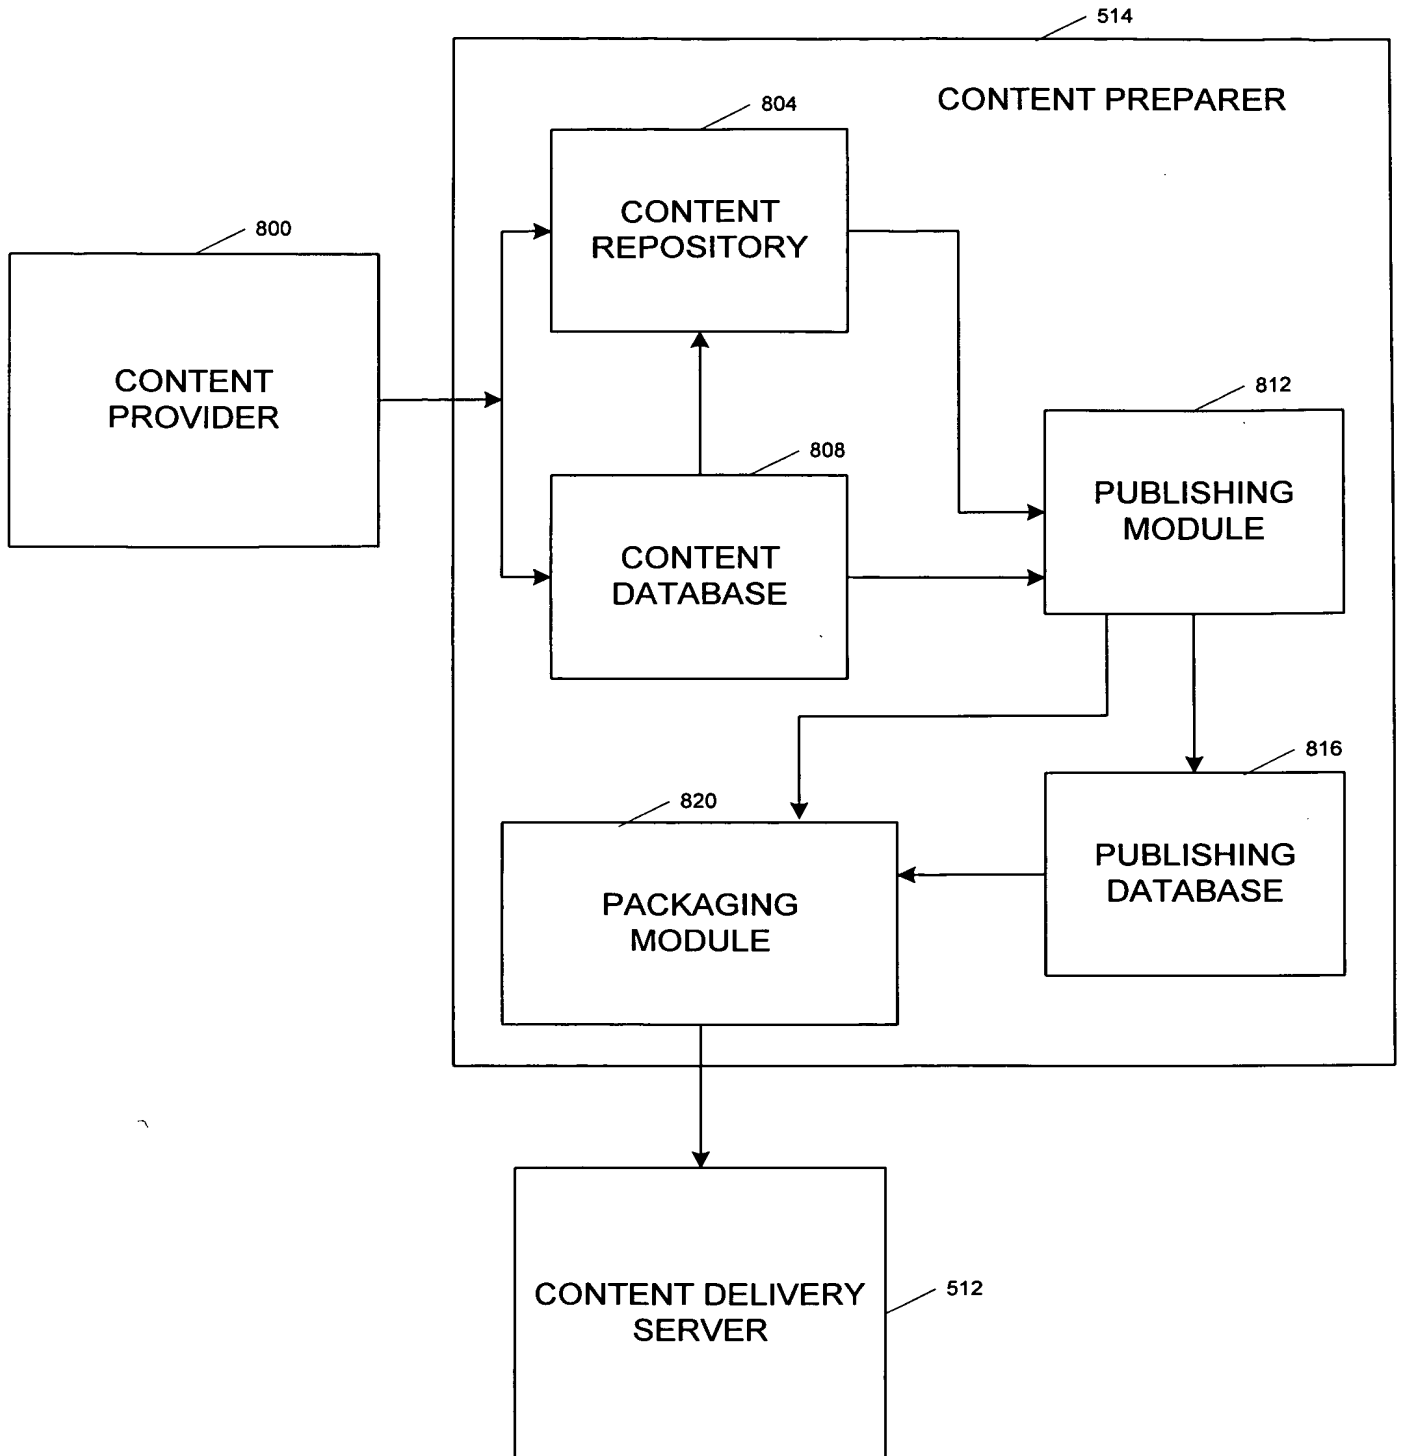 514
CONTENT PREPARER
804
CONTENT
REPOSITORY
800
CONTENT
PROVIDER
812
PUBLISHING
MODULE
808
CONTENT
DATABASE
816
PUBLISHING
DATABASE
820
PACKAGING
MODULE
CONTENT DELIVERY
SERVER
512